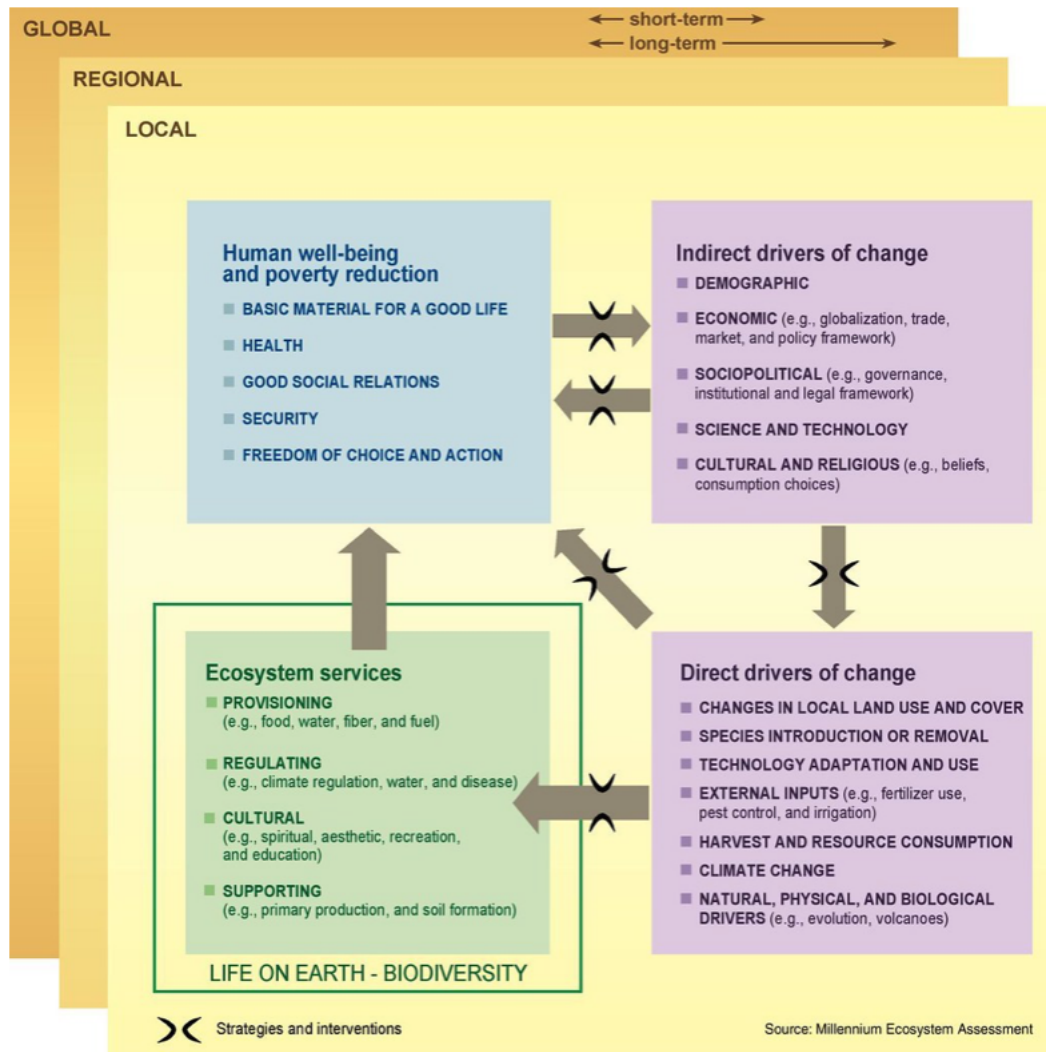 GLOBAL
short-term
long-term
REGIONAL
LOCAL
Human well-being
and poverty reduction
BASIC MATERIAL FOR A GOOD LIFE
HEALTH
GOOD SOCIAL RELATIONS
SECURITY
FREEDOM OF CHOICE AND ACTION
Indirect drivers of change
DEMOGRAPHIC
ECONOMIC (e.g., globalization, trade,
market, and policy framework)
SOCIOPOLITICAL (e.g., governance,
institutional and legal framework)
SCIENCE AND TECHNOLOGY
CULTURAL AND RELIGIOUS (e.g., beliefs,
consumption choices)
Ecosystem services
PROVISIONING
(e.g., food, water, fiber, and fuel)
REGULATING
(e.g., climate regulation, water, and disease)
CULTURAL
(e.g., spiritual, aesthetic, recreation,
and education)
SUPPORTING
(e.g., primary production, and soil formation)
LIFE ON EARTH - BIODIVERSITY
Direct drivers of change
CHANGES IN LOCAL LAND USE AND COVER
SPECIES INTRODUCTION OR REMOVAL
TECHNOLOGY ADAPTATION AND USE
EXTERNAL INPUTS (e.g., fertilizer use,
pest control, and irrigation)
HARVEST AND RESOURCE CONSUMPTION
CLIMATE CHANGE
NATURAL, PHYSICAL, AND BIOLOGICAL
DRIVERS (e.g., evolution, volcanoes)
Strategies and interventions
Source: Millennium Ecosystem Assessment